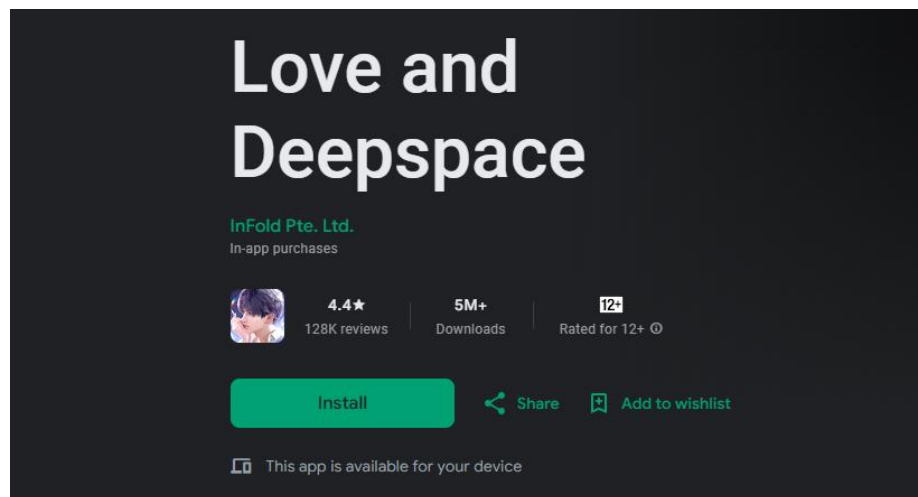 Love and
Deepspace
InFold Pte. Ltd.
In-app purchases
4.4★
128K reviews
5M+
Downloads
12+
Rated for 12+
Install
Share
Add to wishlist
This app is available for your device